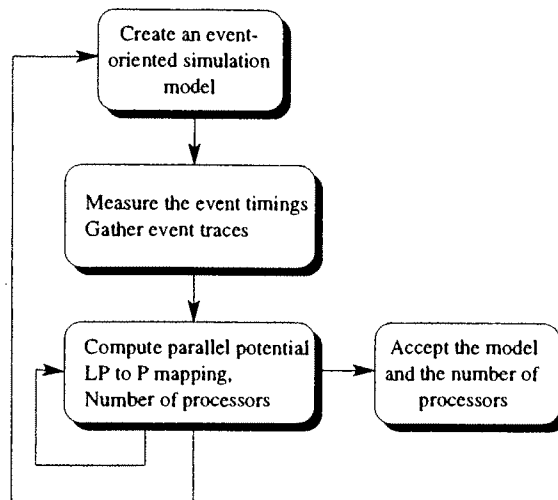 Create an event-
oriented simulation
model
Measure the event timings
Gather event traces
Compute parallel potential
LP to P mapping,
Number of processors
Accept the model
and the number of
processors